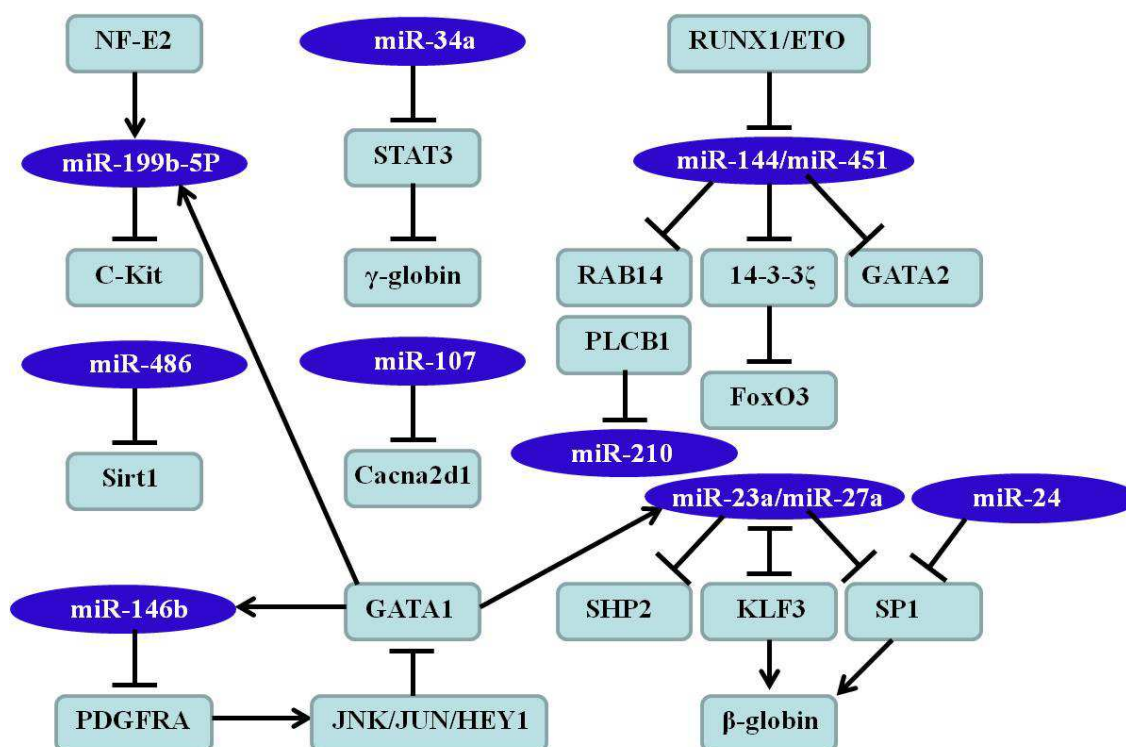 NF-E2
miR-34a
RUNX1/ETO
miR-199b-5P
STAT3
miR-144/miR-451
C-Kit
γ-globin
RAB14
14-3-3ζ
GATA2
PLCB1
miR-486
miR-107
FoxO3
miR-210
Sirt1
Cacna2d1
miR-23a/miR-27a
miR-24
miR-146b
GATA1
SHP2
KLF3
SP1
PDGFRA
JNK/JUN/HEY1
β-globin